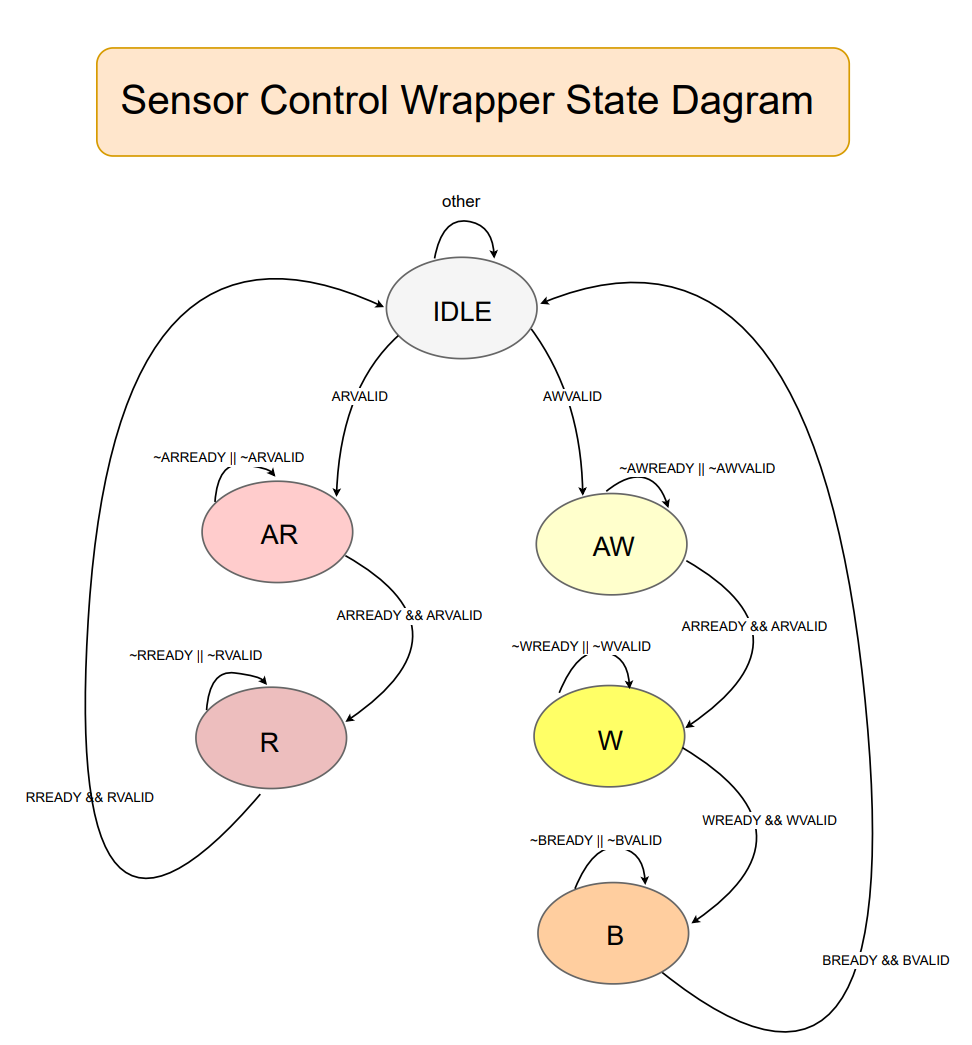 Sensor Control Wrapper State Dagram
other
IDLE
ARVALID
AWVALID
~ARREADY || ~ARVALID
~AWREADY || ~AWVALID
AR
AW
ARREADY && ARVALID
ARREADY && ARVALID
~RREADY || ~RVALID
~WREADY || ~WVALID
R
W
RREADY && RVALID
WREADY && WVALID
~BREADY || ~BVALID
B
BREADY && BVALID